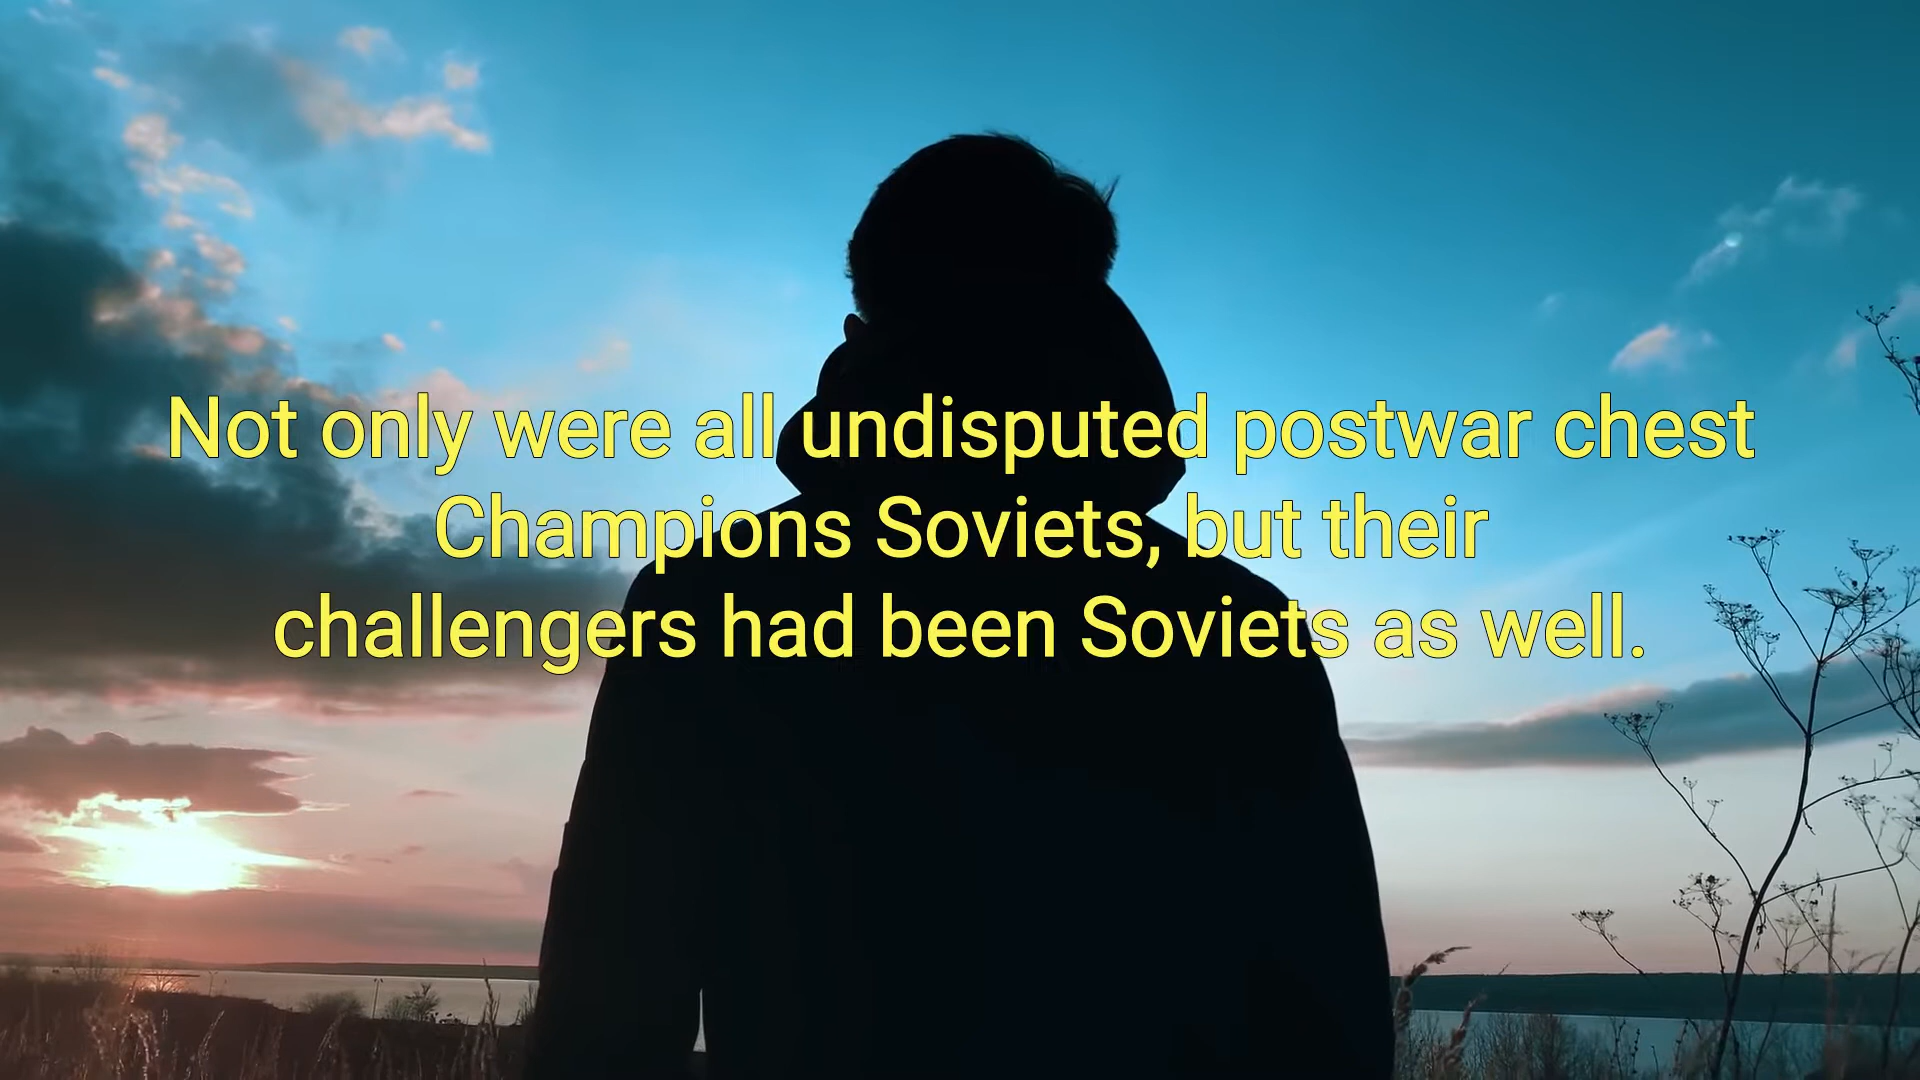 Not only were all undisputed postwar chest
Champions Soviets, but their
challengers had been Soviets as well.